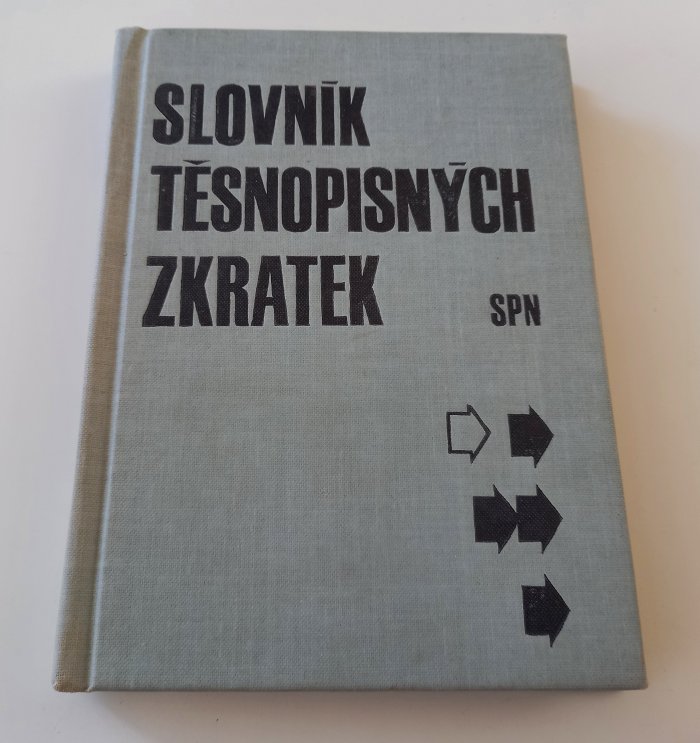 SLOVNÍK
TĚSNOPISNÝCH
ZKRATEK
SPN